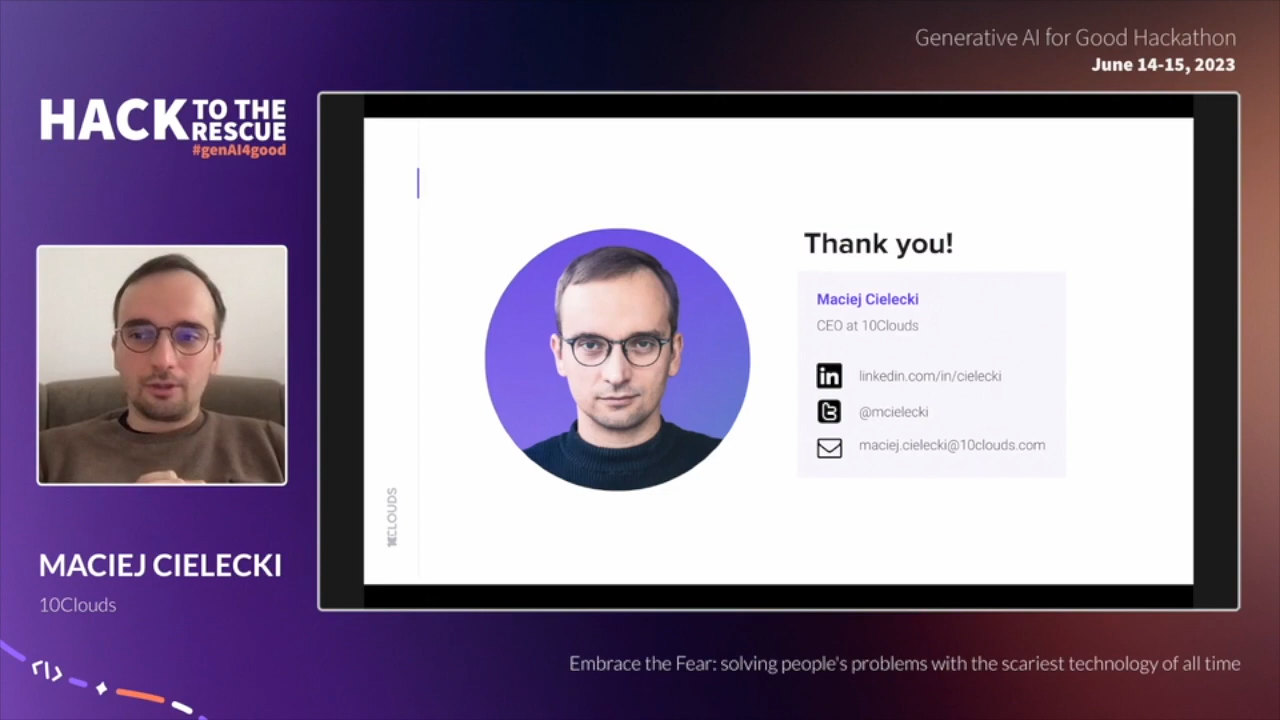 Generative AI for Good Hackathon
June 14-15, 2023
HACK TO THE
RESCUE
#genAI4good
Thank you!
Maciej Cielecki
CEO at 10Clouds
in
linkedin.com/in/cielecki
@mcielecki
maciej.cielecki@10clouds.com
10CLOUDS
MACIEJ CIELECKI
10Clouds
Embrace the Fear: solving people's problems with the scariest technology of all time